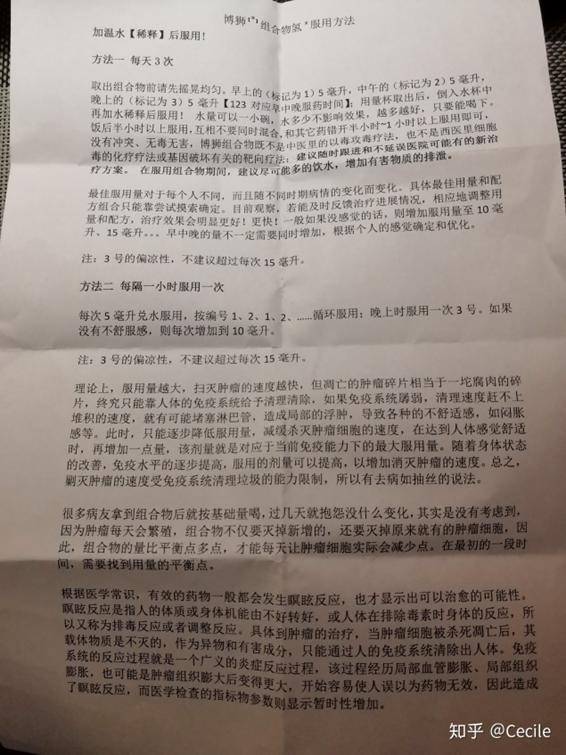 博狮【*】组合物氢*服用方法
加温水【稀释】后服用！
方法一 每天3次
取出组合物前请先摇晃均匀。早上的（标记为1）5毫升，中午的（标记为2）5毫升，
晚上的（标记为3）5毫升【123对应早中晚服药时间】；用量杯取出后，倒入水杯中
再加水稀释后服用！ 水量可以一小碗，水多少不影响效果，越多越好，只要能喝下。
饭后半小时以上服用，互相不要同时混合，和其它药错开半小时~1小时以上服用即可，
没有冲突、无毒无害，博狮组合物既不是中医里的以毒攻毒疗法，也不是西医里细胞
毒的化疗疗法或基因破坏有关的靶向疗法；建议随时跟进和不延误医院可能有的新治
疗方案。 在服用组合物期间，建议尽可能多的饮水，增加有害物质的排泄。
最佳服用量对于每个人不同，而且随不同时期病情的变化而变化。具体最佳用量和配
方组合只能靠尝试摸索确定。目前观察，若能及时反馈治疗进展情况，相应地调整用
量和配方，治疗效果会明显更好！更快！一般如果没感觉的话，则增加服用量至10毫
升、15毫升。。。早中晚的量不一定需要同时增加，根据个人的感觉确定和优化。
注：3号的偏凉性，不建议超过每次15毫升。
方法二 每隔一小时服用一次
每次5毫升兑水服用，按编号1、2、1、2、……循环服用；晚上时服用一次3号。如果
没有不舒服感，则每次增加到10毫升。
注：3号的偏凉性，不建议超过每次15毫升。
理论上，服用量越大，扫灭肿瘤的速度越快，但凋亡的肿瘤碎片相当于一坨腐肉的碎
片，终究只能靠人体的免疫系统给予清理清除，如果免疫系统孱弱，清理速度赶不上
堆积的速度，就有可能堵塞淋巴管，造成局部的浮肿，导致各种的不舒适感，如闷胀
感等。此时，只能逐步降低服用量，减缓杀灭肿瘤细胞的速度，在达到人体感觉舒适
时，再增加一点量，该剂量就是对应于当前免疫能力下的最大服用量。随着身体状态
的改善，免疫水平的逐步提高，服用的剂量可以提高，以增加消灭肿瘤的速度。总之，
剿灭肿瘤的速度受免疫系统清理垃圾的能力限制，所以有去病如抽丝的说法。
很多病友拿到组合物后就按基础量喝，过几天就抱怨没什么变化，其实是没有考虑到，
因为肿瘤每天会繁殖，组合物不仅要灭掉新增的，还要灭掉原来就有的肿瘤细胞，因
此，组合物的量比平衡点多点，才能每天让肿瘤细胞实际会减少点。在最初的一段时
间，需要找到用量的平衡点。
根据医学常识，有效的药物一般都会发生瞑眩反应，也才显示出可以治愈的可能性。
瞑眩反应是指人的体质或身体机能由不好转好，或人体在排除毒素时身体的反应，所
以又称为排毒反应或者调整反应。具体到肿瘤的治疗，当肿瘤细胞被杀死凋亡后，其
载体物质是不灭的，作为异物和有害成分，只能通过人的免疫系统清除出人体。免疫
系统的反应过程就是一个广义的炎症反应过程，该过程经历局部血管膨胀、局部组织
膨胀，也可能是肿瘤组织膨大后变得更大，开始容易使人误以为药物无效，因此造成
了瞑眩反应，而医学检查的指标物参数则显示暂时性增加。
知乎 @Cecile